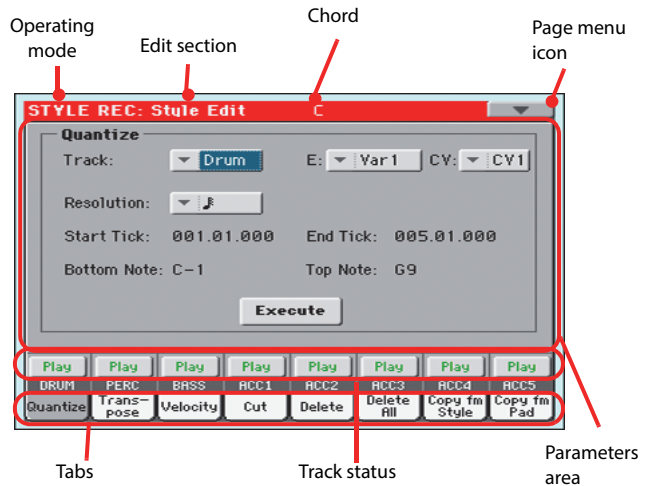 Operating mode
Edit section
Chord
Page menu icon
STYLE REC: Style Edit C
Quantize
Track: Drum E: Var1 CV: CV1
Resolution:
Start Tick: 001.01.000 End Tick: 005.01.000
Bottom Note: C-1 Top Note: G9
Execute
Play Play Play Play Play Play Play Play
DRUM PERC BASS ACC1 ACC2 ACC3 ACC4 ACC5
Quantize Trans-pose Velocity Cut Delete Delete All Copy fm Style Copy fm Pad
Tabs
Track status
Parameters area